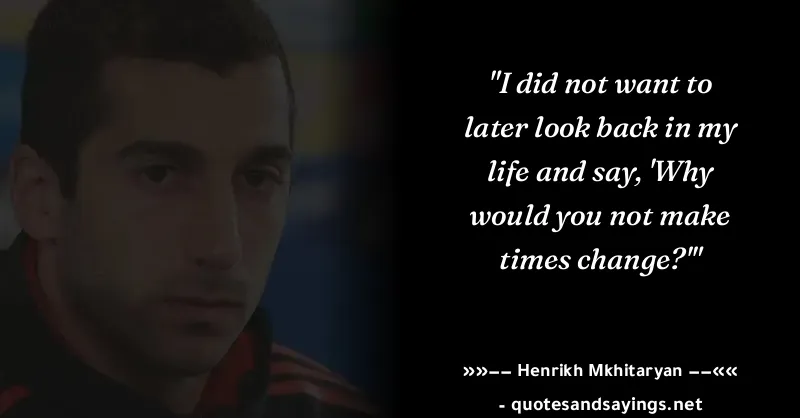 "I did not want to
later look back in my
life and say, 'Why
would you not make
times change?'"
»»−− Henrikh Mkhitaryan −−««
- quotesandsayings.net